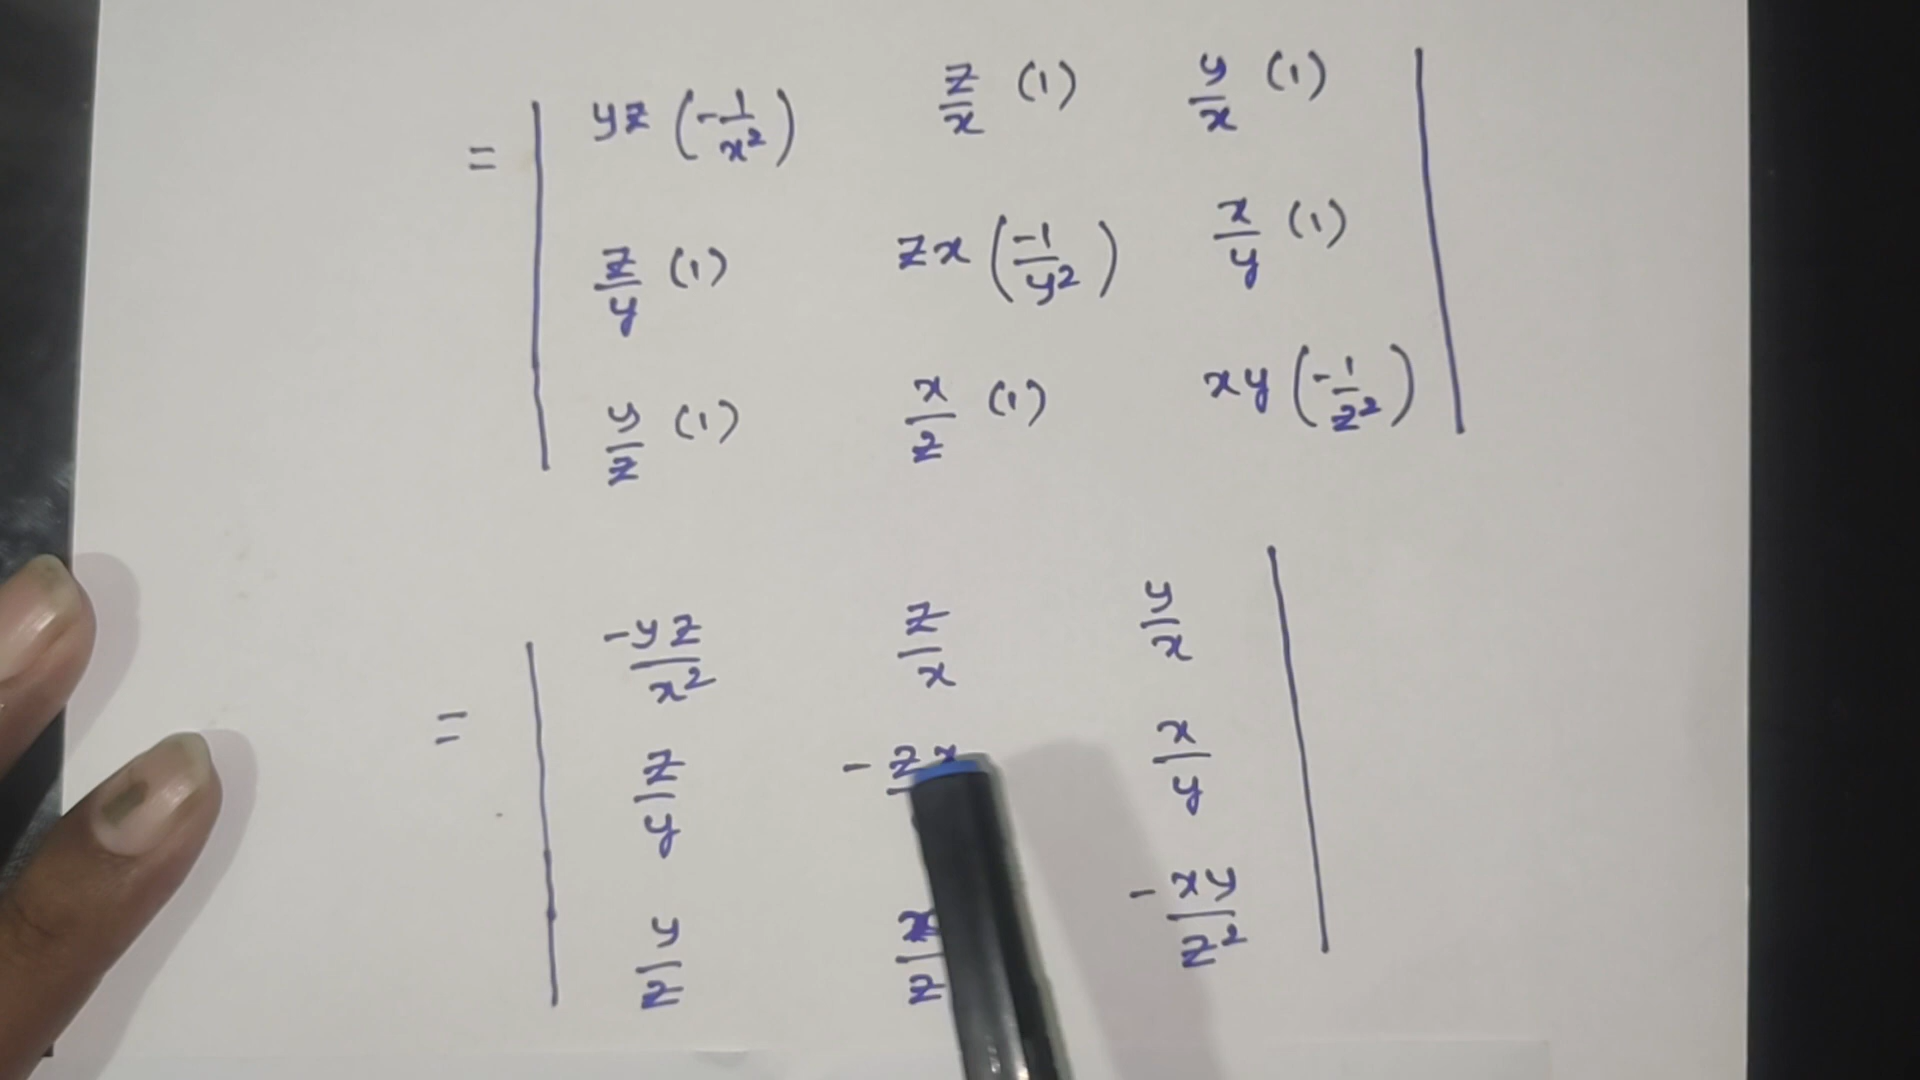 = | yz (-1/x²) z/x (1) y/x (1) |
z/y (1) zx (-1/y²) x/y (1)
y/z (1) x/z (1) xy (-1/z²)
= | -yz/x² z/x y/x |
z/y - zx x/y
y/z x/z - xy/z²